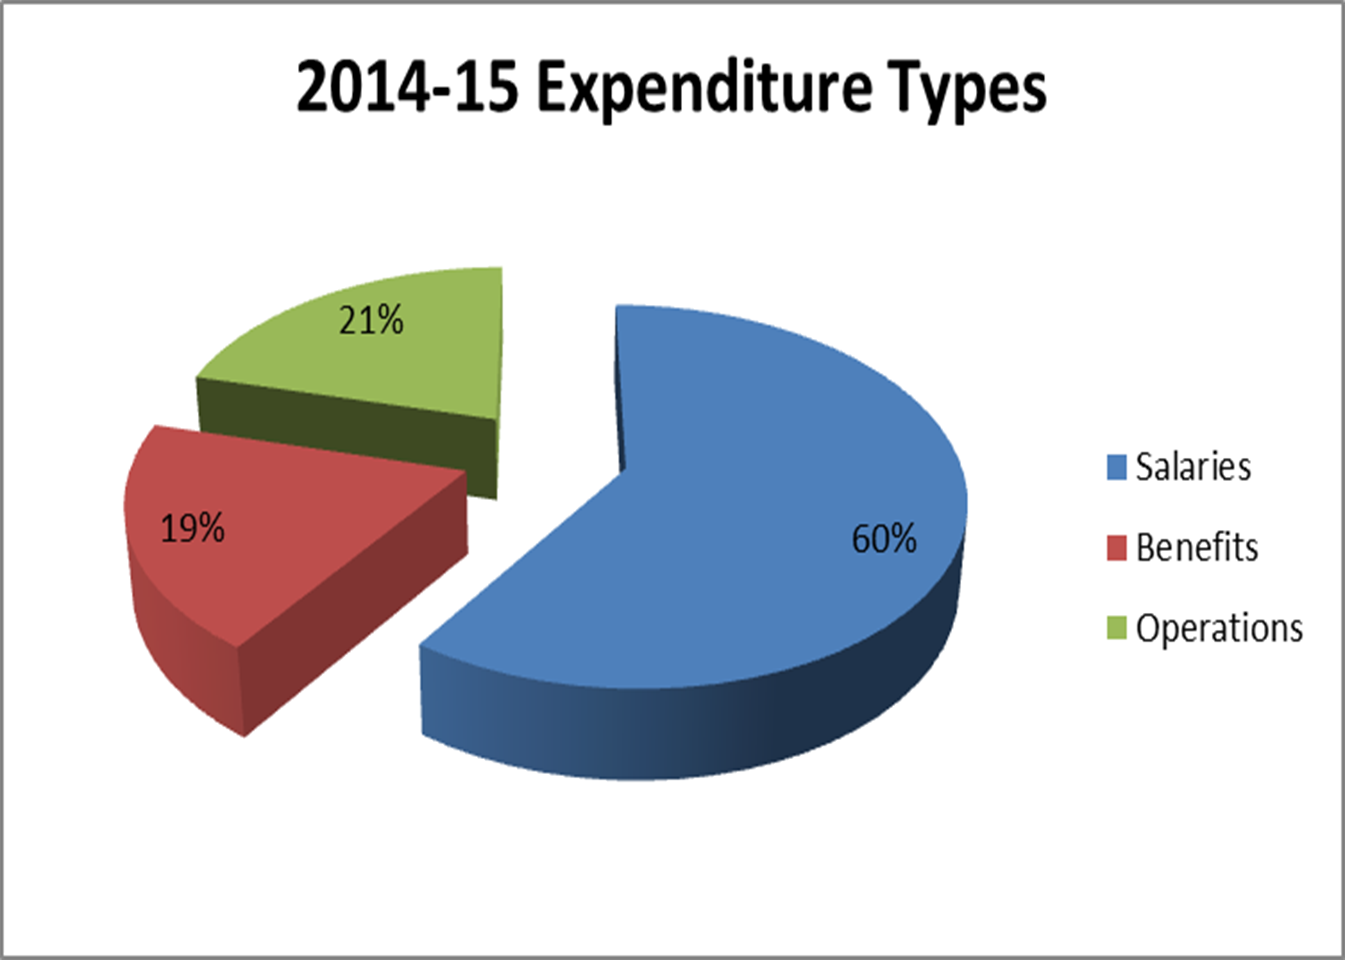 2014-15 Expenditure Types
21%
19%
60%
Salaries
Benefits
Operations